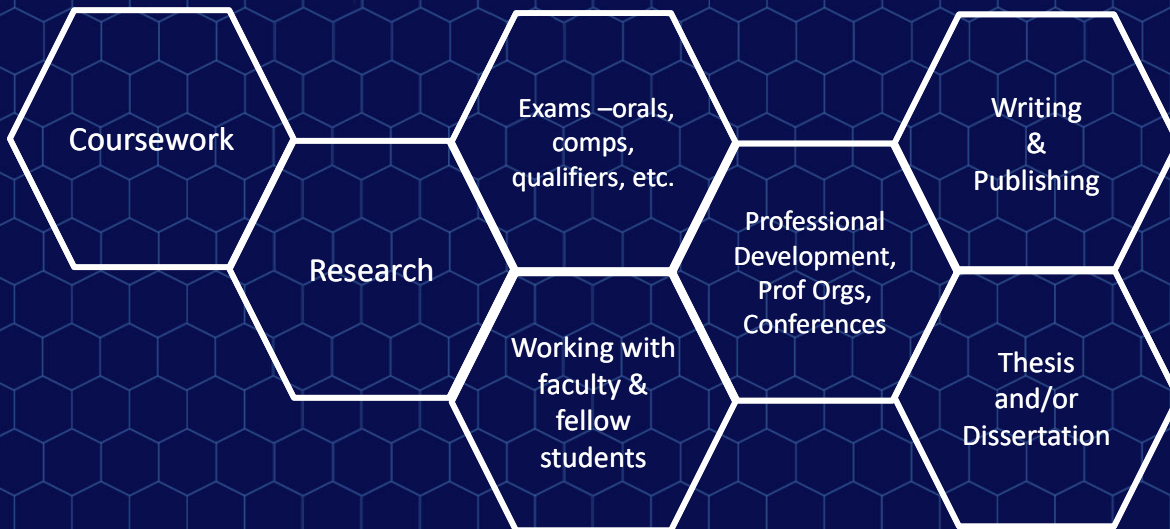 Coursework
Research
Exams –orals,
comps,
qualifiers, etc.
Working with
faculty &
fellow
students
Professional
Development,
Prof Orgs,
Conferences
Writing
&
Publishing
Thesis
and/or
Dissertation